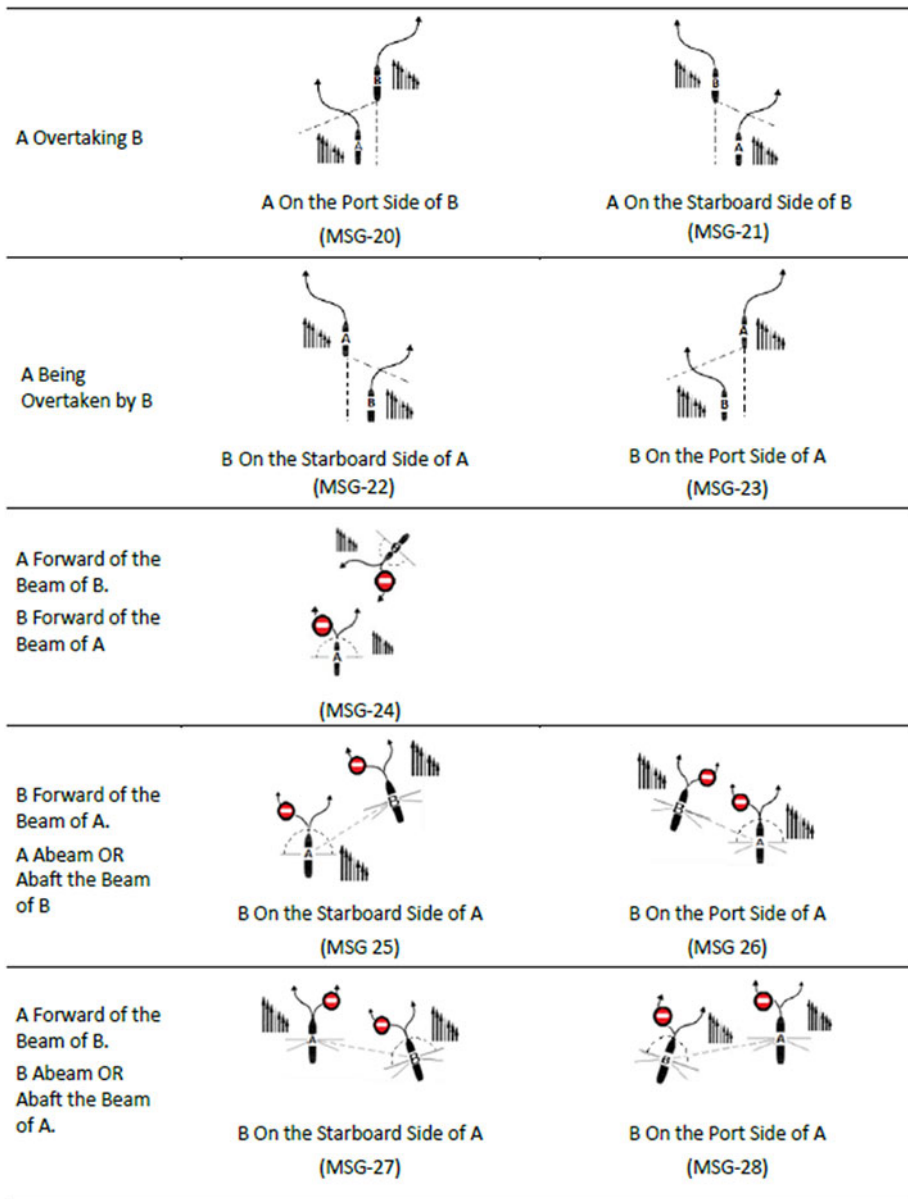 B
A
B
A
A Overtaking B
A On the Port Side of B
(MSG-20)
A On the Starboard Side of B
(MSG-21)
A
B
A
B
A Being
Overtaken by B
B On the Starboard Side of A
(MSG-22)
B On the Port Side of A
(MSG-23)
A Forward of the
Beam of B.
B Forward of the
Beam of A
B
A
(MSG-24)
B Forward of the
Beam of A.
A Abeam OR
Abaft the Beam
of B
B
A
B
A
B On the Starboard Side of A
(MSG 25)
B On the Port Side of A
(MSG 26)
A Forward of the
Beam of B.
B Abeam OR
Abaft the Beam
of A.
A
B
B
A
B On the Starboard Side of A
(MSG-27)
B On the Port Side of A
(MSG-28)